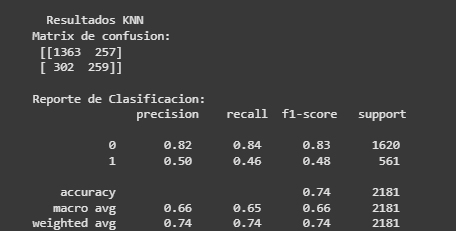 Resultados KNN
Matrix de confusion:
[[1363  257]
[ 302  259]]
Reporte de Clasificacion:
precision    recall  f1-score   support
0       0.82      0.84      0.83      1620
1       0.50      0.46      0.48       561
accuracy                           0.74      2181
macro avg       0.66      0.65      0.66      2181
weighted avg       0.74      0.74      0.74      2181